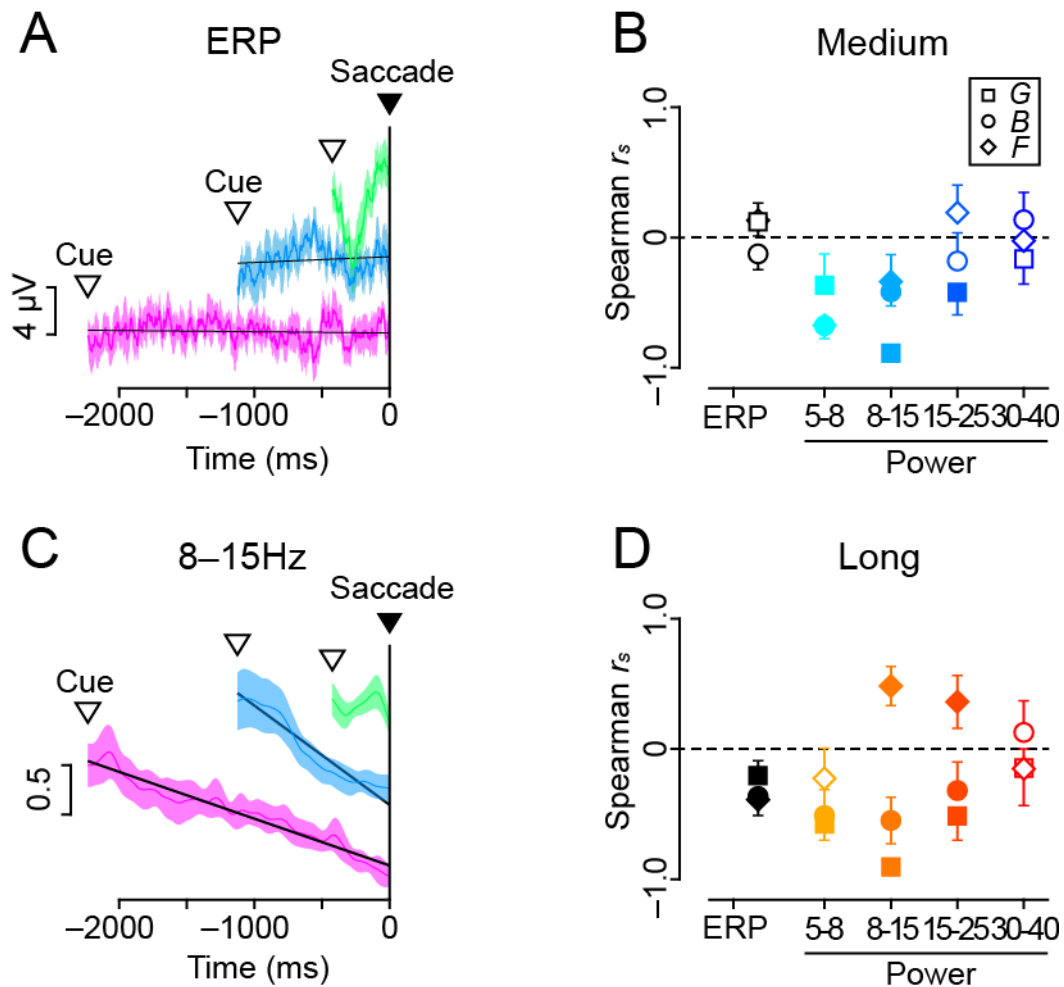 A
ERP
Saccade
Cue
Cue
4 µV
−2000 −1000 0
Time (ms)
B
Medium
G
B
F
1.0
0
−1.0
Spearman rs
ERP 5-8 8-15 15-25 30-40
Power
C
8–15Hz
Saccade
Cue
0.5
−2000 −1000 0
Time (ms)
D
Long
1.0
0
−1.0
Spearman rs
ERP 5-8 8-15 15-25 30-40
Power